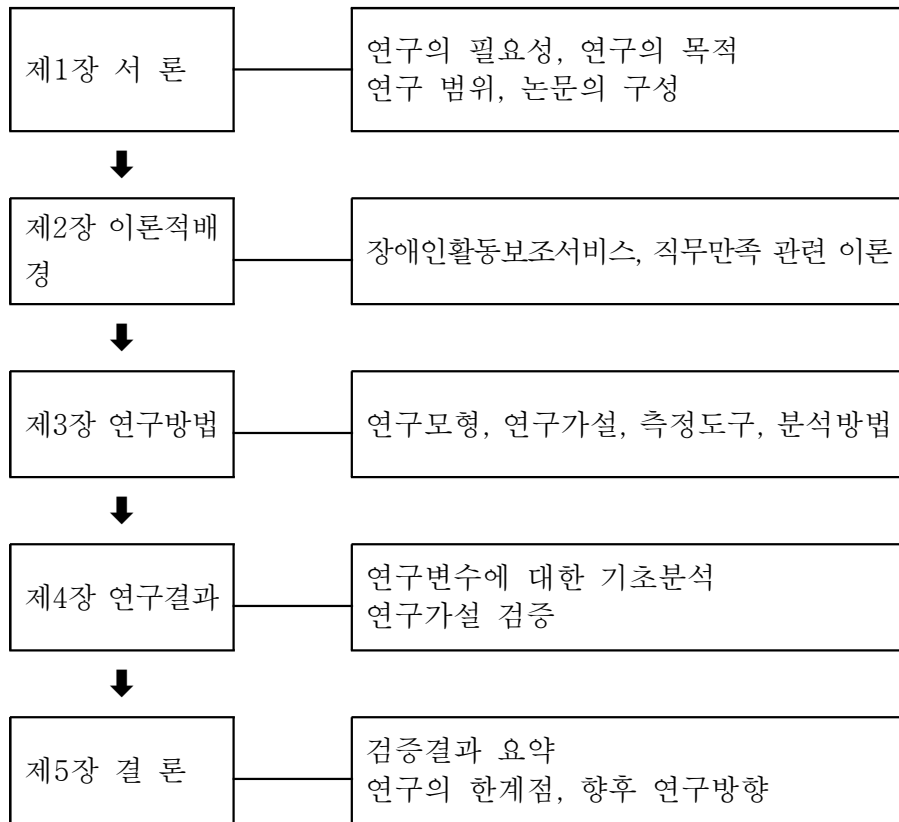 제1장 서 론
연구의 필요성, 연구의 목적
연구 범위, 논문의 구성
제2장 이론적배
경
장애인활동보조서비스, 직무만족 관련 이론
제3장 연구방법
연구모형, 연구가설, 측정도구, 분석방법
제4장 연구결과
연구변수에 대한 기초분석
연구가설 검증
제5장 결 론
검증결과 요약
연구의 한계점, 향후 연구방향